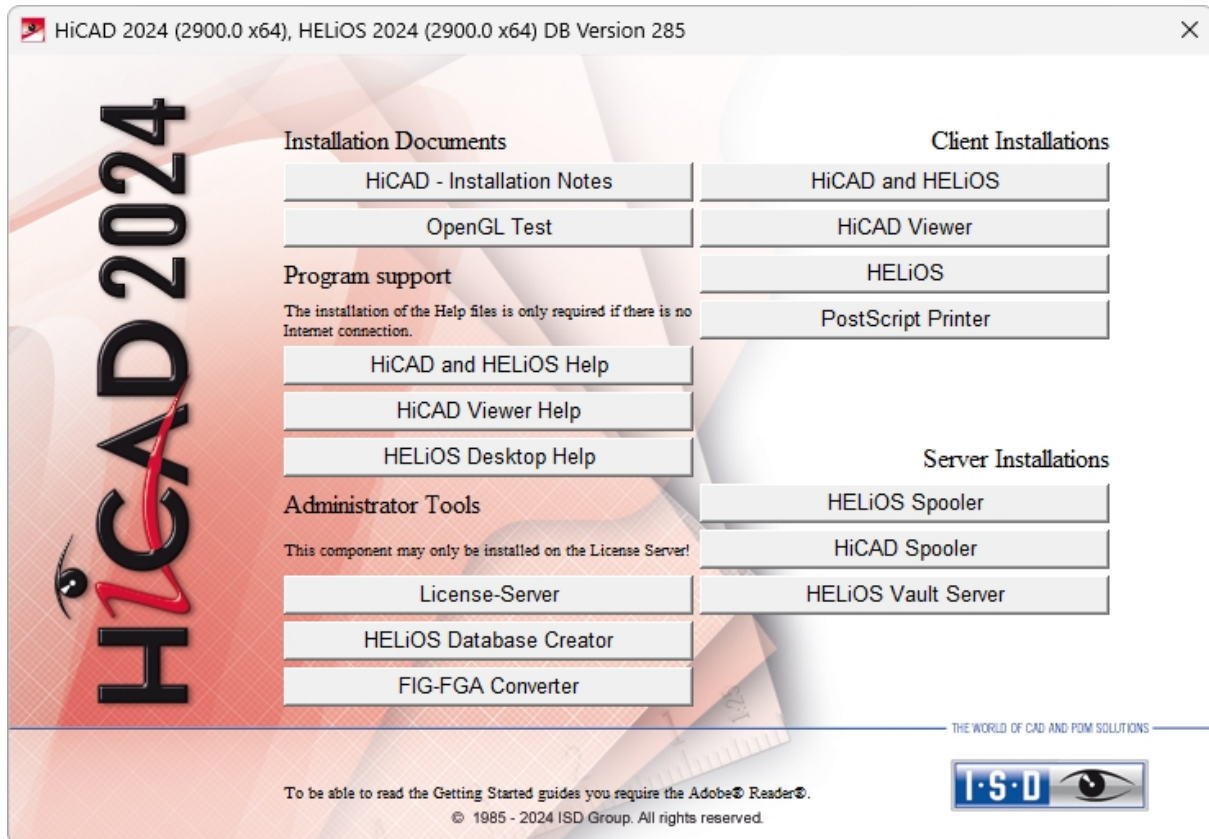 HiCAD 2024 (2900.0 x64), HELiOS 2024 (2900.0 x64) DB Version 285
HiCAD 2024
Installation Documents
HiCAD - Installation Notes
OpenGL Test
Program support
The installation of the Help files is only required if there is no
Internet connection.
HiCAD and HELiOS Help
HiCAD Viewer Help
HELiOS Desktop Help
Administrator Tools
This component may only be installed on the License Server!
License-Server
HELiOS Database Creator
FIG-FGA Converter
Client Installations
HiCAD and HELiOS
HiCAD Viewer
HELiOS
PostScript Printer
Server Installations
HELiOS Spooler
HiCAD Spooler
HELiOS Vault Server
THE WORLD OF CAD AND PDM SOLUTIONS
I·S·D
To be able to read the Getting Started guides you require the Adobe® Reader®.
© 1985 - 2024 ISD Group. All rights reserved.